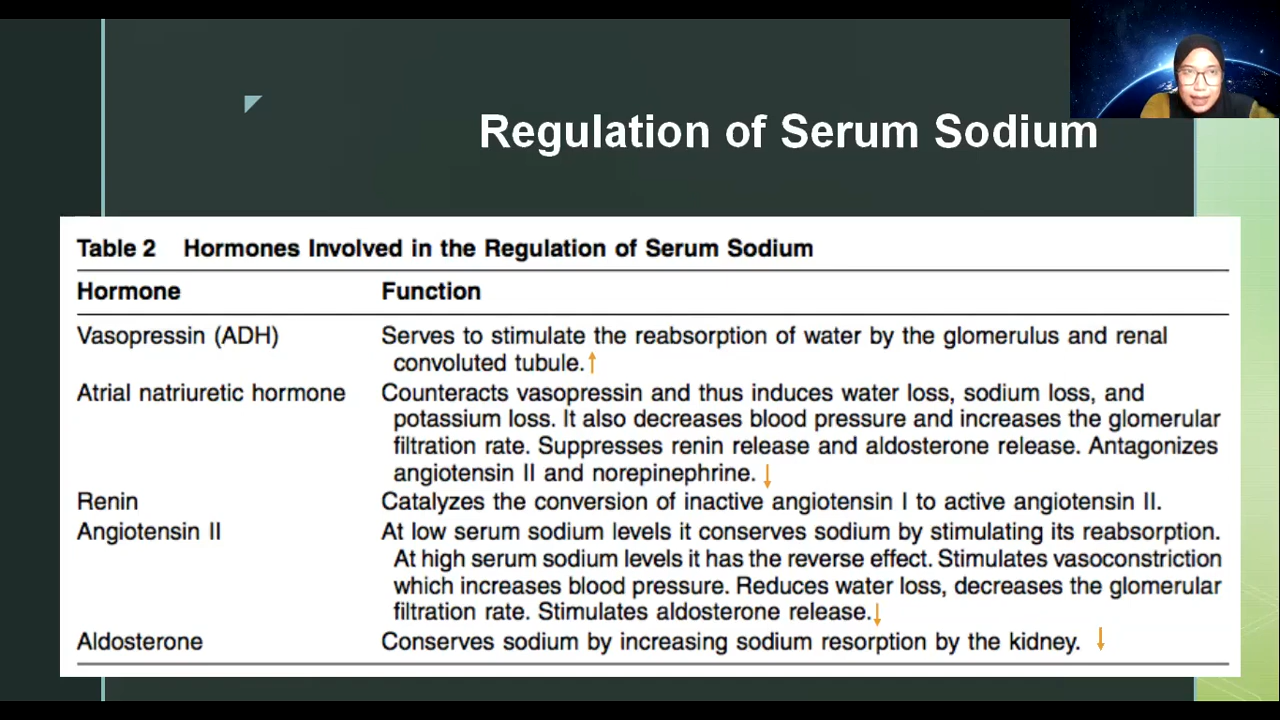 Regulation of Serum Sodium
Table 2 Hormones Involved in the Regulation of Serum Sodium
Hormone Function
Vasopressin (ADH) Serves to stimulate the reabsorption of water by the glomerulus and renal
convoluted tubule.↑
Atrial natriuretic hormone Counteracts vasopressin and thus induces water loss, sodium loss, and
potassium loss. It also decreases blood pressure and increases the glomerular
filtration rate. Suppresses renin release and aldosterone release. Antagonizes
angiotensin II and norepinephrine. ↓
Renin Catalyzes the conversion of inactive angiotensin I to active angiotensin II.
Angiotensin II At low serum sodium levels it conserves sodium by stimulating its reabsorption.
At high serum sodium levels it has the reverse effect. Stimulates vasoconstriction
which increases blood pressure. Reduces water loss, decreases the glomerular
filtration rate. Stimulates aldosterone release.↓
Aldosterone Conserves sodium by increasing sodium resorption by the kidney. ↓